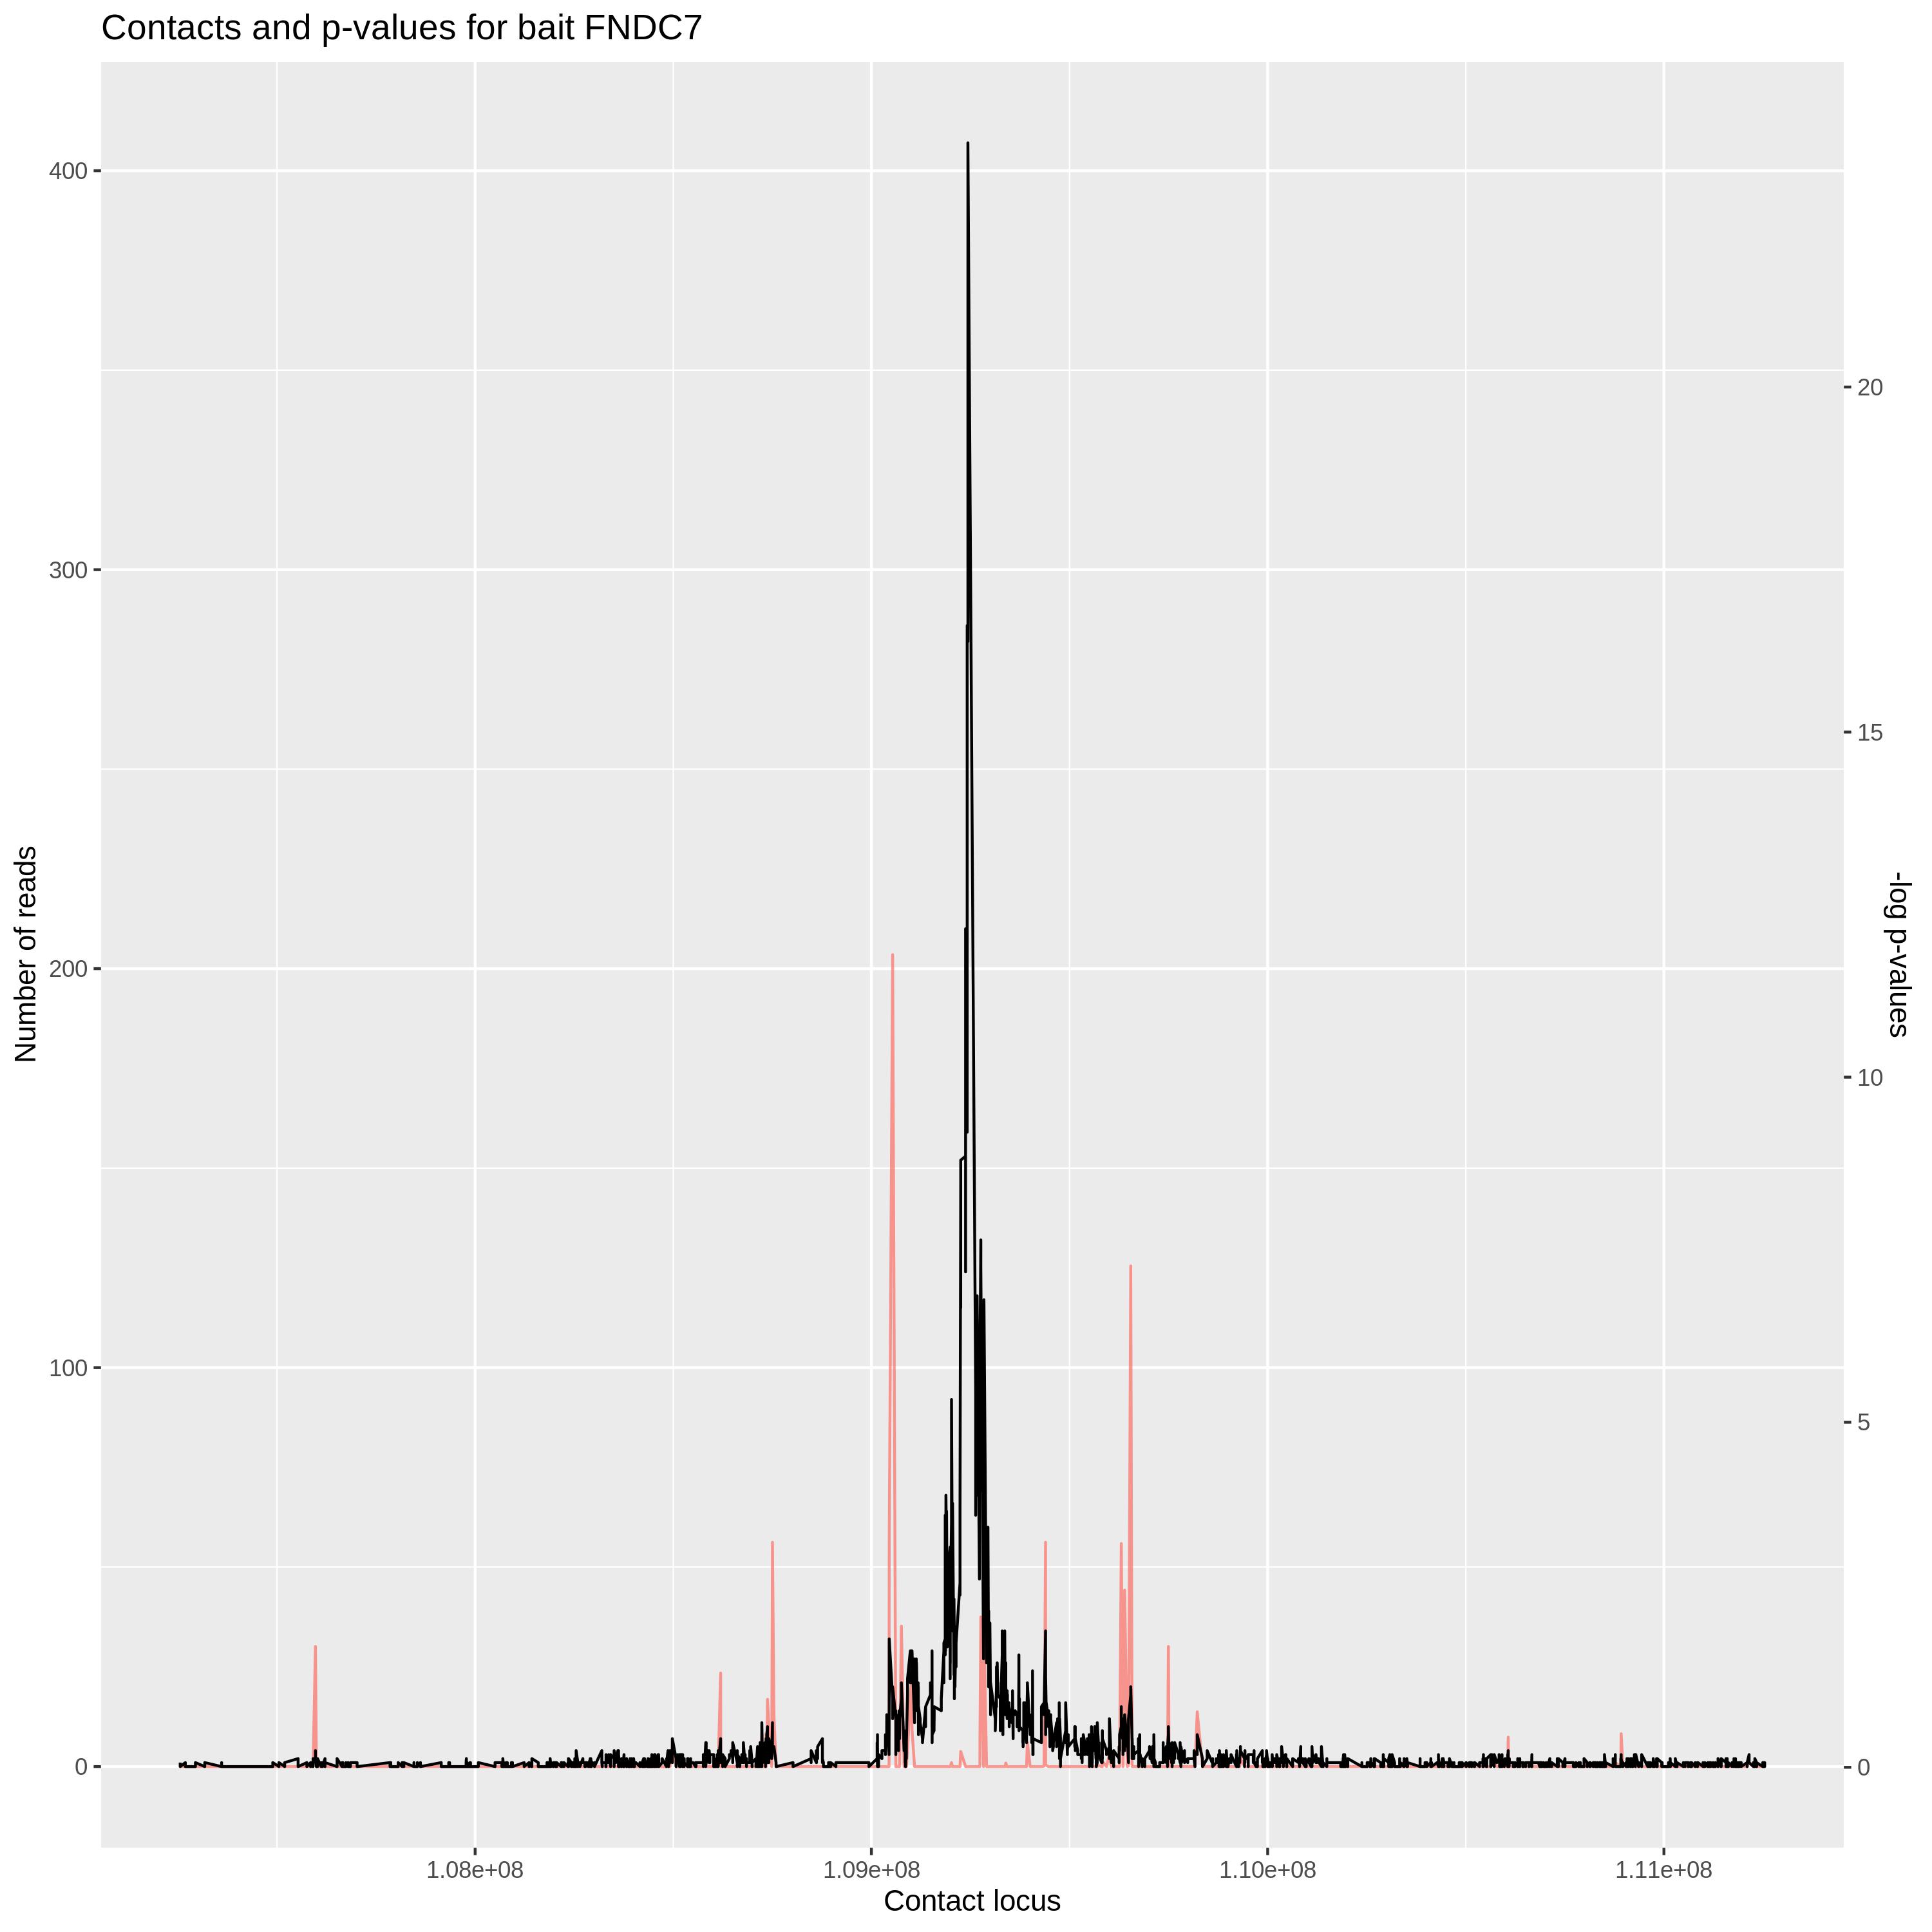 Contacts and p-values for bait FNDC7
400
300
200
100
0
Number of reads
20
15
10
5
0
-log p-values
1.08e+08
1.09e+08
1.10e+08
1.11e+08
Contact locus